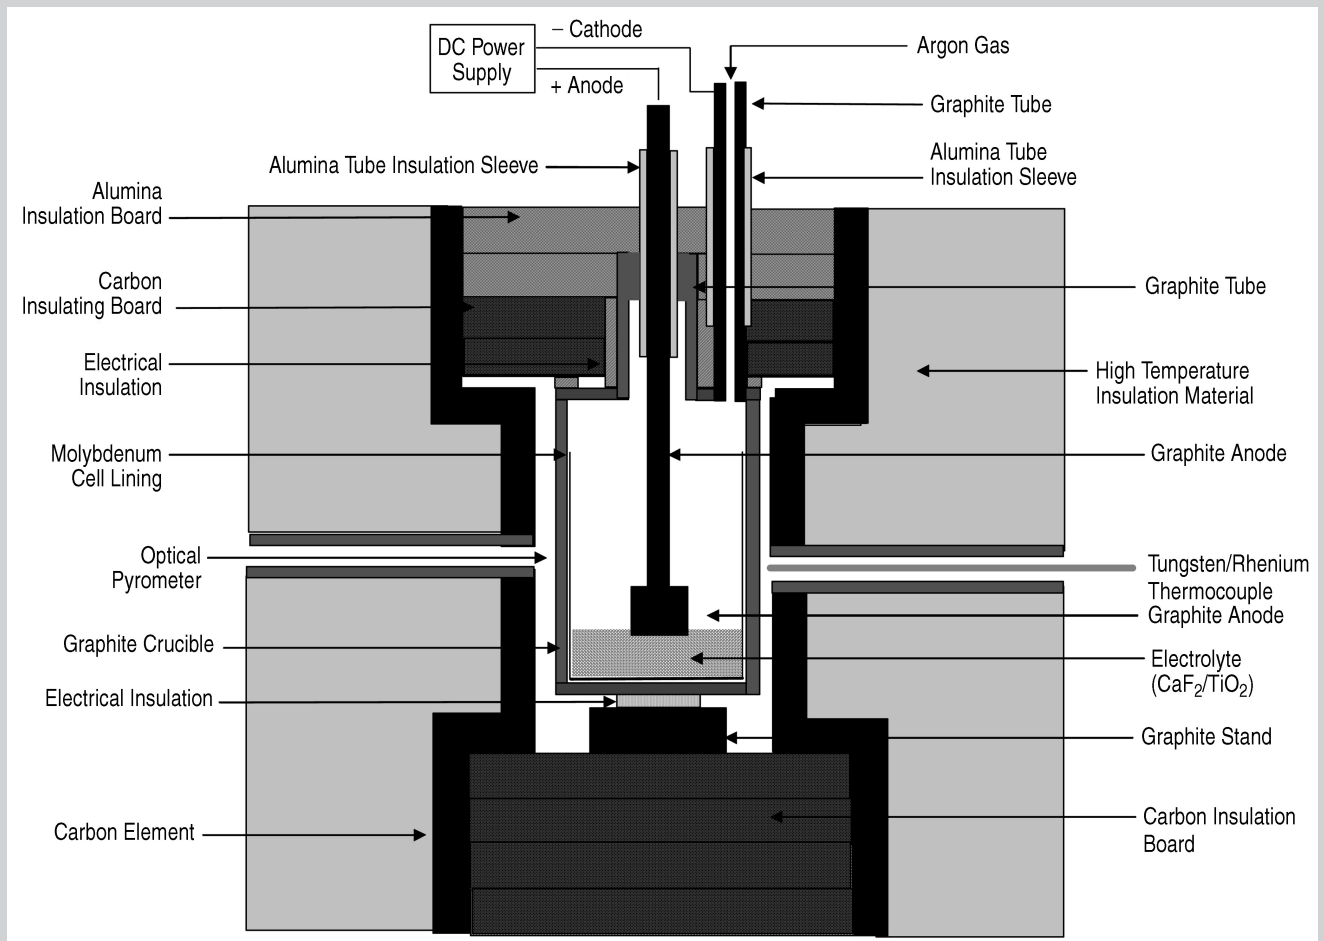 DC Power
Supply
– Cathode
+ Anode
Argon Gas
Graphite Tube
Alumina Tube Insulation Sleeve
Alumina Tube
Insulation Sleeve
Alumina
Insulation Board
Carbon
Insulating Board
Graphite Tube
Electrical
Insulation
High Temperature
Insulation Material
Molybdenum
Cell Lining
Graphite Anode
Optical
Pyrometer
Tungsten/Rhenium
Thermocouple
Graphite Anode
Graphite Crucible
Electrolyte
(CaF₂/TiO₂)
Electrical Insulation
Graphite Stand
Carbon Element
Carbon Insulation
Board